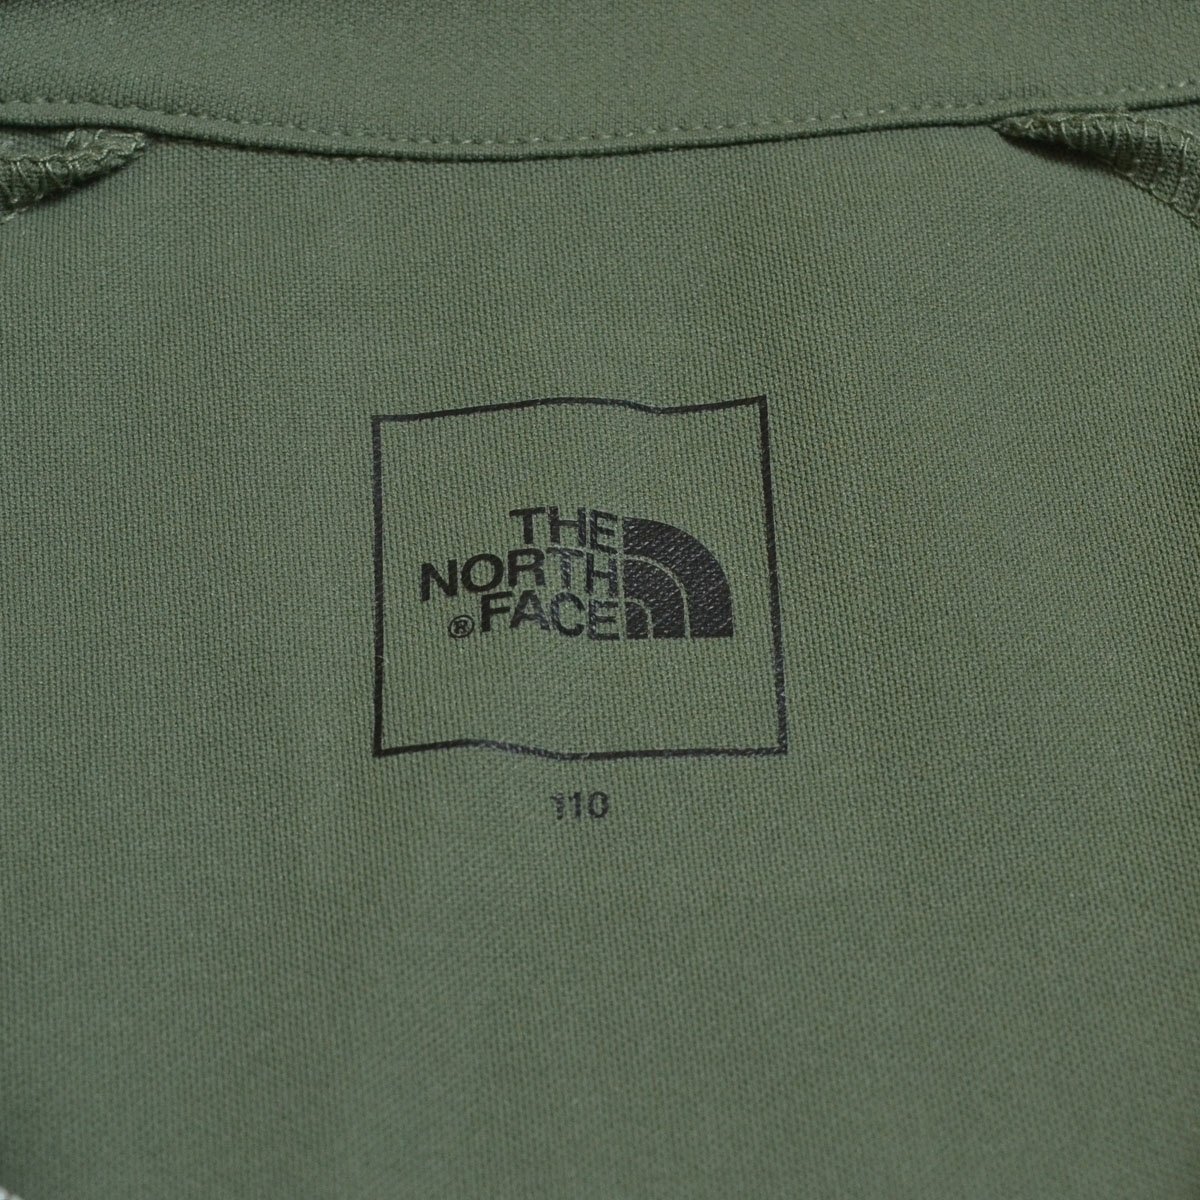 THE
NORTH
® FACE
110